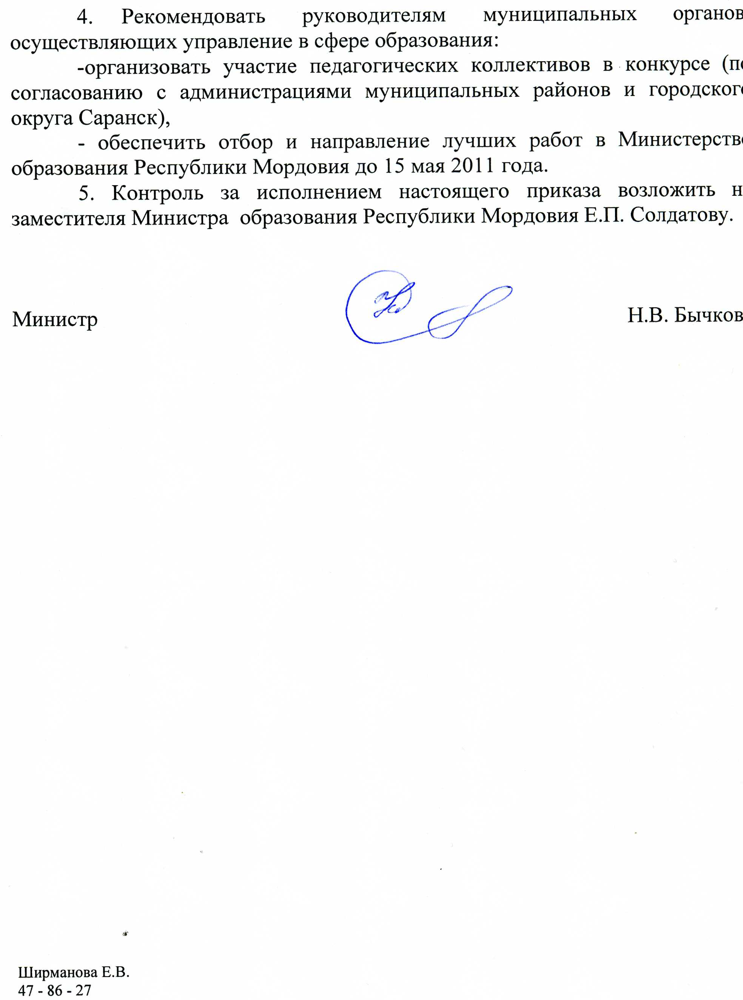 4. Рекомендовать руководителям муниципальных органов
осуществляющих управление в сфере образования:
-организовать участие педагогических коллективов в конкурсе (по
согласованию с администрациями муниципальных районов и городского
округа Саранск),
- обеспечить отбор и направление лучших работ в Министерство
образования Республики Мордовия до 15 мая 2011 года.
5. Контроль за исполнением настоящего приказа возложить н
заместителя Министра образования Республики Мордовия Е.П. Солдатову.
Министр Н.В. Бычков
Ширманова Е.В.
47 - 86 - 27